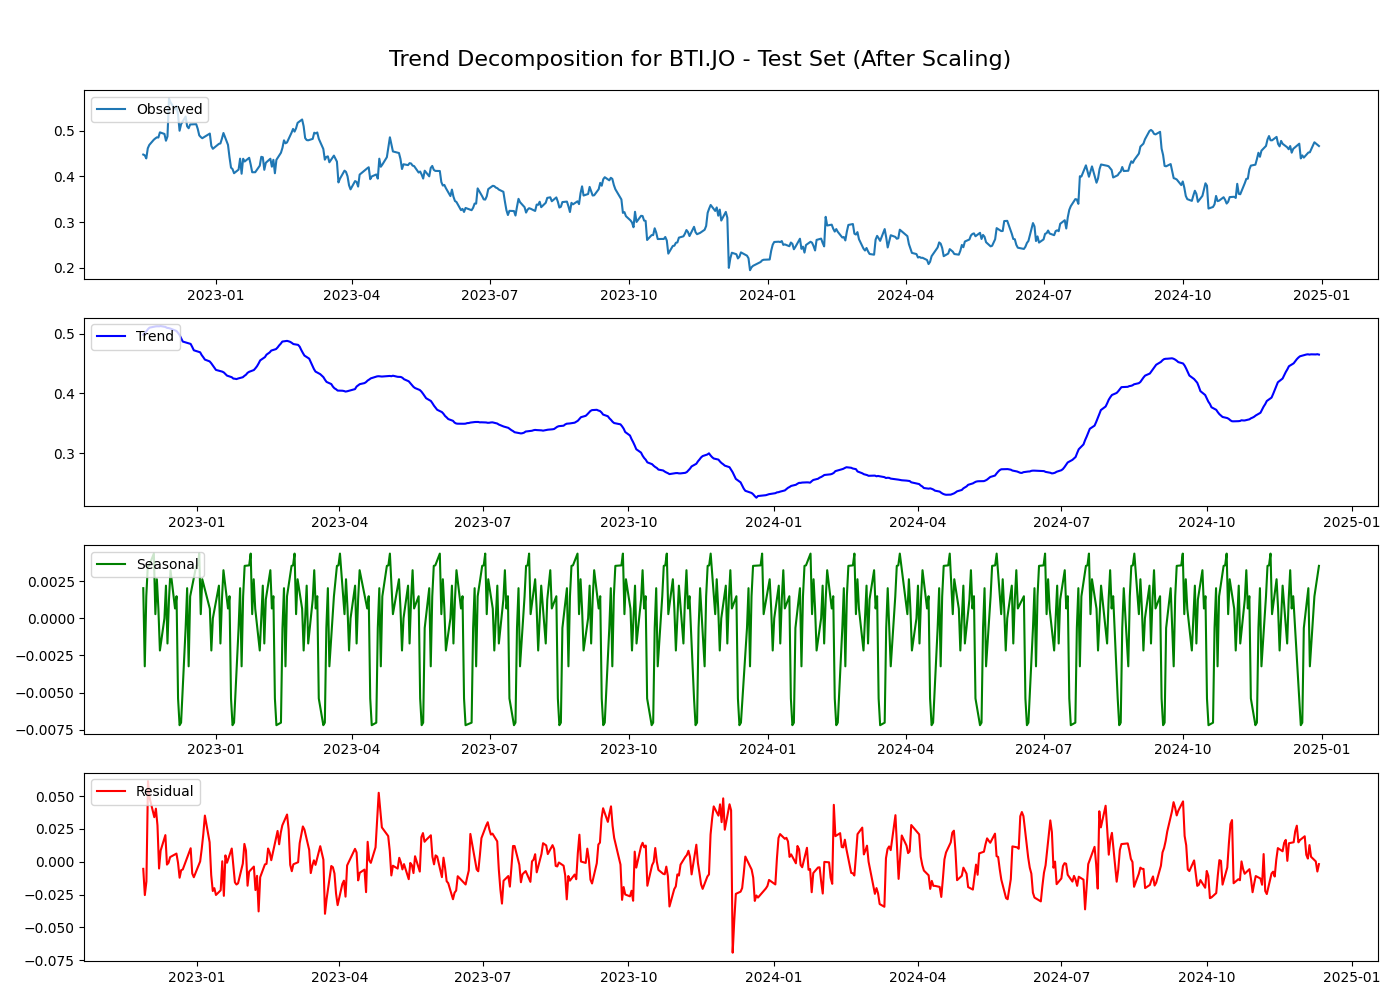 Trend Decomposition for BTI.JO - Test Set (After Scaling)
Observed
0.5
0.4
0.3
0.2
2023-01 2023-04 2023-07 2023-10 2024-01 2024-04 2024-07 2024-10 2025-01
Trend
0.5
0.4
0.3
2023-01 2023-04 2023-07 2023-10 2024-01 2024-04 2024-07 2024-10 2025-01
Seasonal
0.0025
0.0000
−0.0025
−0.0050
−0.0075
2023-01 2023-04 2023-07 2023-10 2024-01 2024-04 2024-07 2024-10 2025-01
Residual
0.050
0.025
0.000
−0.025
−0.050
−0.075
2023-01 2023-04 2023-07 2023-10 2024-01 2024-04 2024-07 2024-10 2025-01